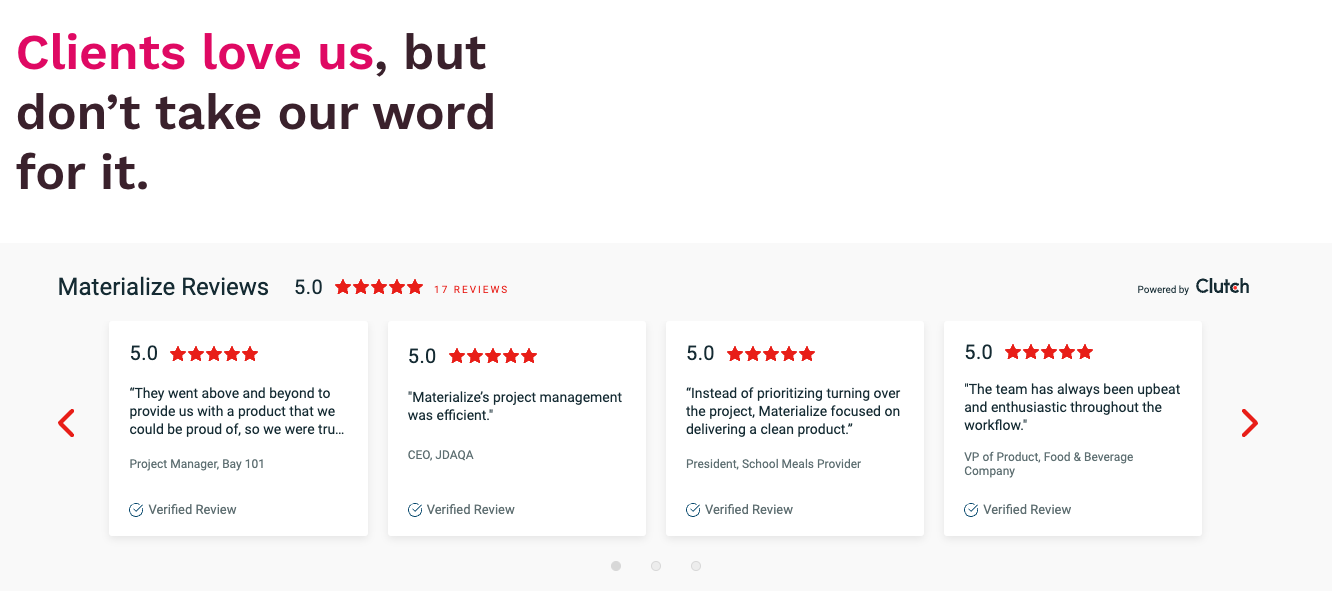 Clients love us, but
don’t take our word
for it.
Materialize Reviews 5.0 17 REVIEWS
Powered by Clutch
5.0
“They went above and beyond to
provide us with a product that we
could be proud of, so we were tru...
Project Manager, Bay 101
Verified Review
5.0
"Materialize’s project management
was efficient."
CEO, JDAQA
Verified Review
5.0
“Instead of prioritizing turning over
the project, Materialize focused on
delivering a clean product.”
President, School Meals Provider
Verified Review
5.0
"The team has always been upbeat
and enthusiastic throughout the
workflow."
VP of Product, Food & Beverage
Company
Verified Review